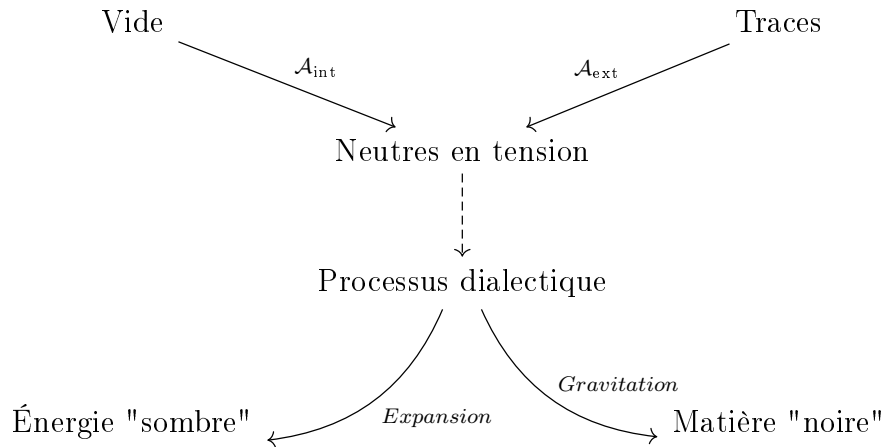 Vide
Traces
𝒜int
𝒜ext
Neutres en tension
Processus dialectique
Gravitation
Expansion
Énergie "sombre"
Matière "noire"